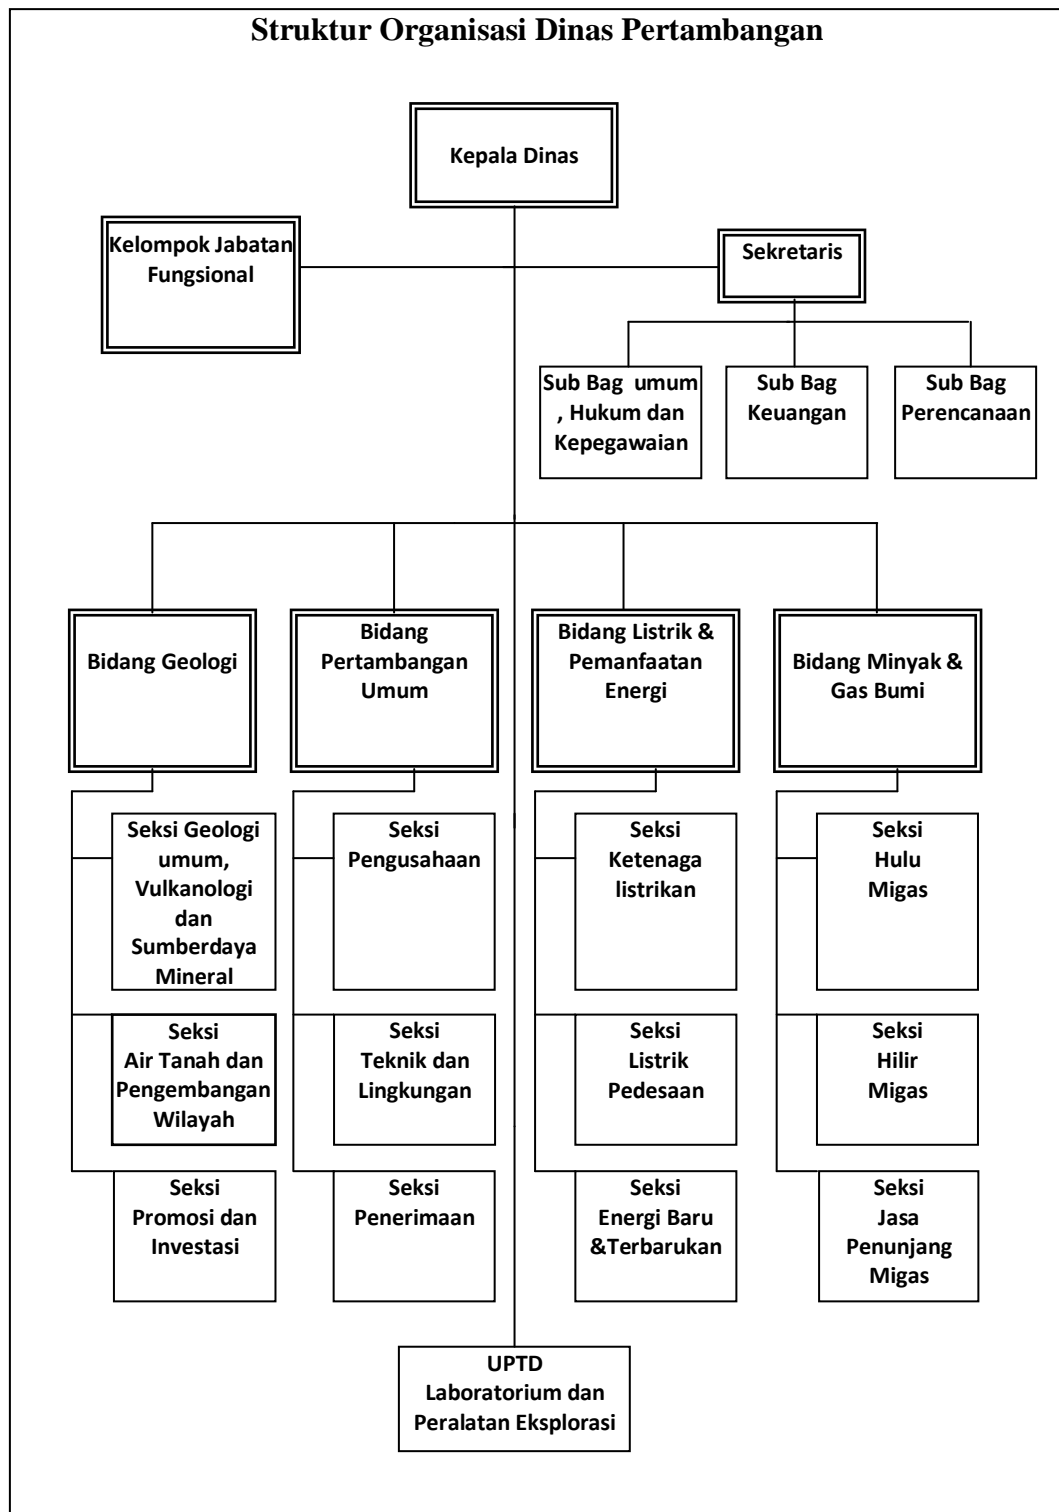 Struktur Organisasi Dinas Pertambangan
Kepala Dinas
Kelompok Jabatan
Fungsional
Sekretaris
Sub Bag umum
, Hukum dan
Kepegawaian
Sub Bag
Keuangan
Sub Bag
Perencanaan
Bidang Geologi
Bidang
Pertambangan
Umum
Bidang Listrik &
Pemanfaatan
Energi
Bidang Minyak &
Gas Bumi
Seksi Geologi
umum,
Vulkanologi
dan
Sumberdaya
Mineral
Seksi
Pengusahaan
Seksi
Ketenaga
listrikan
Seksi
Hulu
Migas
Seksi
Air Tanah dan
Pengembangan
Wilayah
Seksi
Teknik dan
Lingkungan
Seksi
Listrik
Pedesaan
Seksi
Hilir
Migas
Seksi
Promosi dan
Investasi
Seksi
Penerimaan
Seksi
Energi Baru
&Terbarukan
Seksi
Jasa
Penunjang
Migas
UPTD
Laboratorium dan
Peralatan Eksplorasi